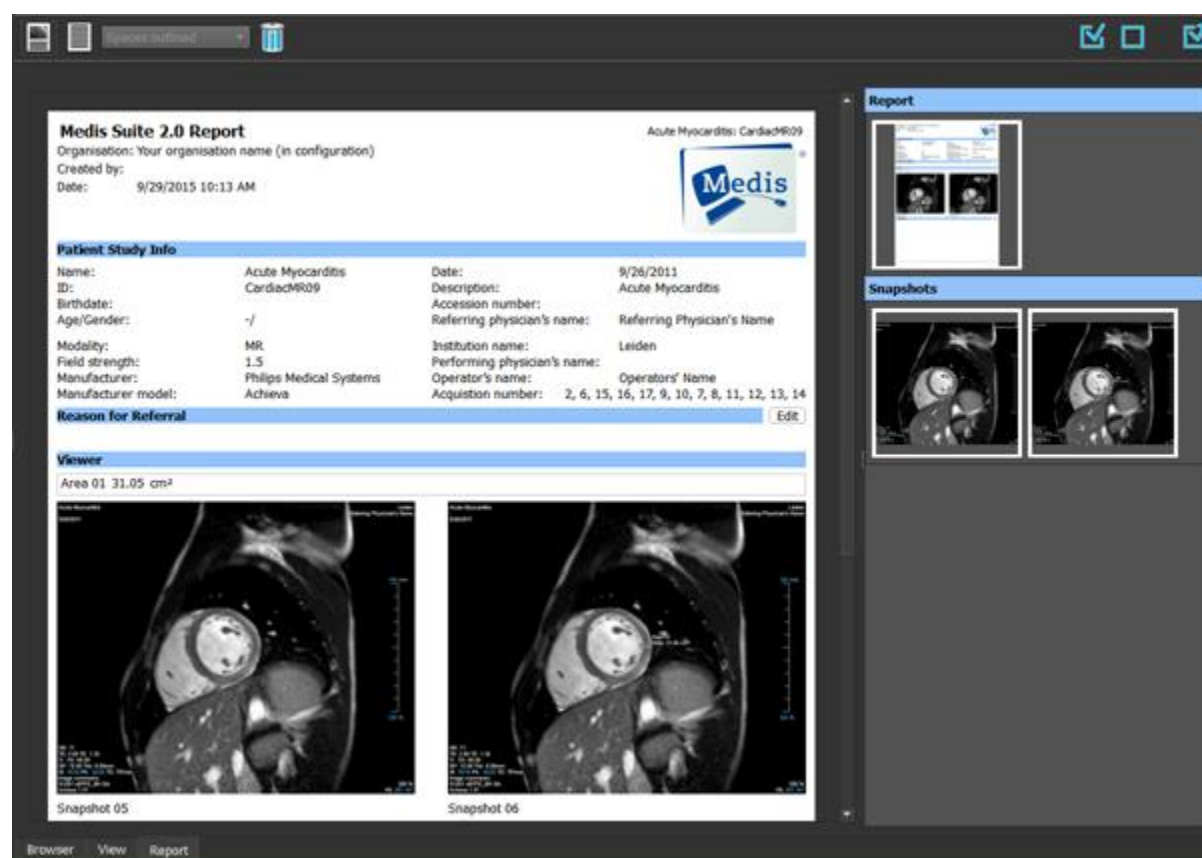 Spaces outlined
Medis Suite 2.0 Report
Acute Myocarditis: CardiacMR09
Organisation: Your organisation name (in configuration)
Created by:
Date: 9/29/2015 10:13 AM
Medis ®
Patient Study Info
Name: Acute Myocarditis Date: 9/26/2011
ID: CardiacMR09 Description: Acute Myocarditis
Birthdate: Accession number:
Age/Gender: -/ Referring physician's name: Referring Physician's Name
Modality: MR Institution name: Leiden
Field strength: 1.5 Performing physician's name:
Manufacturer: Philips Medical Systems Operator's name: Operators' Name
Manufacturer model: Achieva Acquistion number: 2, 6, 15, 16, 17, 9, 10, 7, 8, 11, 12, 13, 14
Reason for Referral Edit
Viewer
Area 01 31.05 cm²
Snapshot 05 Snapshot 06
Report
Snapshots
Browser View Report